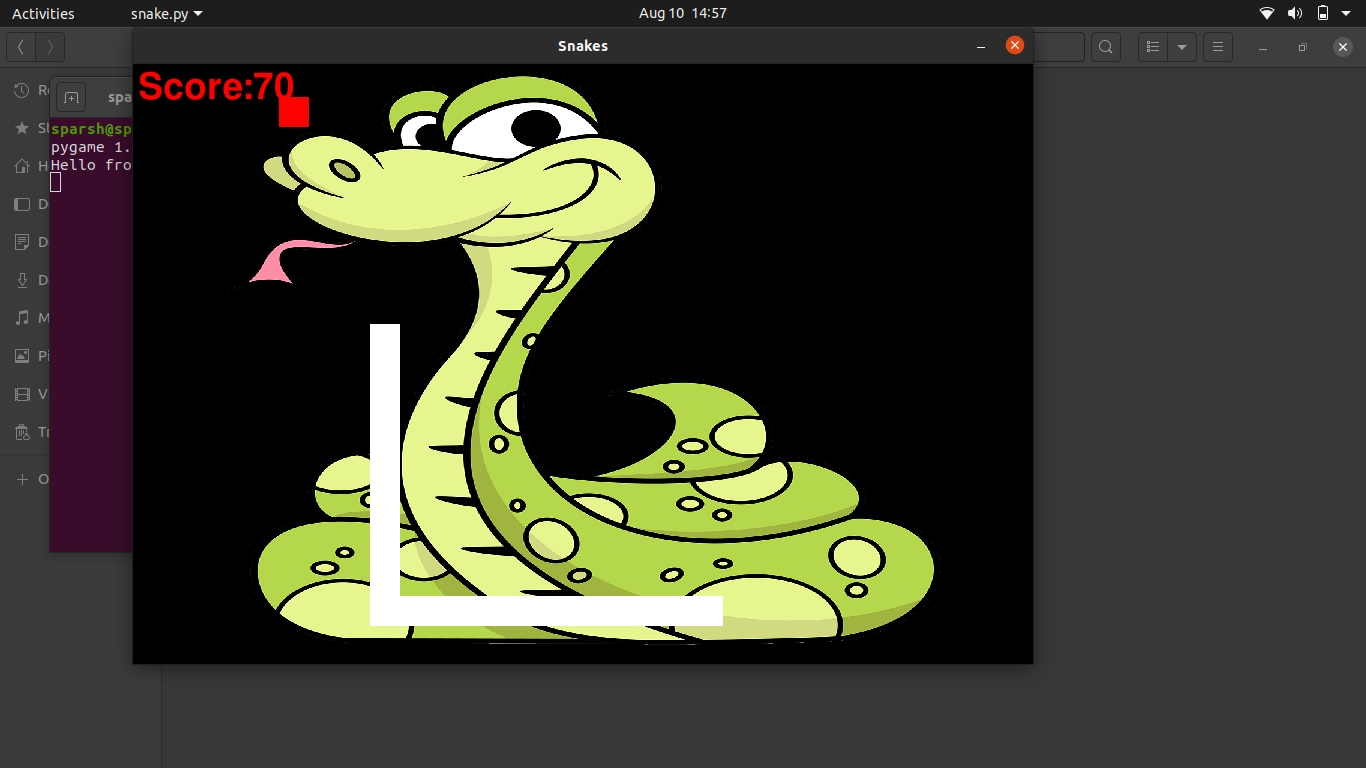 Activities
snake.py
Aug 10 14:57
Snakes
Score:70
spa
sparsh@sp
pygame 1.
Hello fro
R
St
H
D
D
D
M
Pi
V
Tr
O